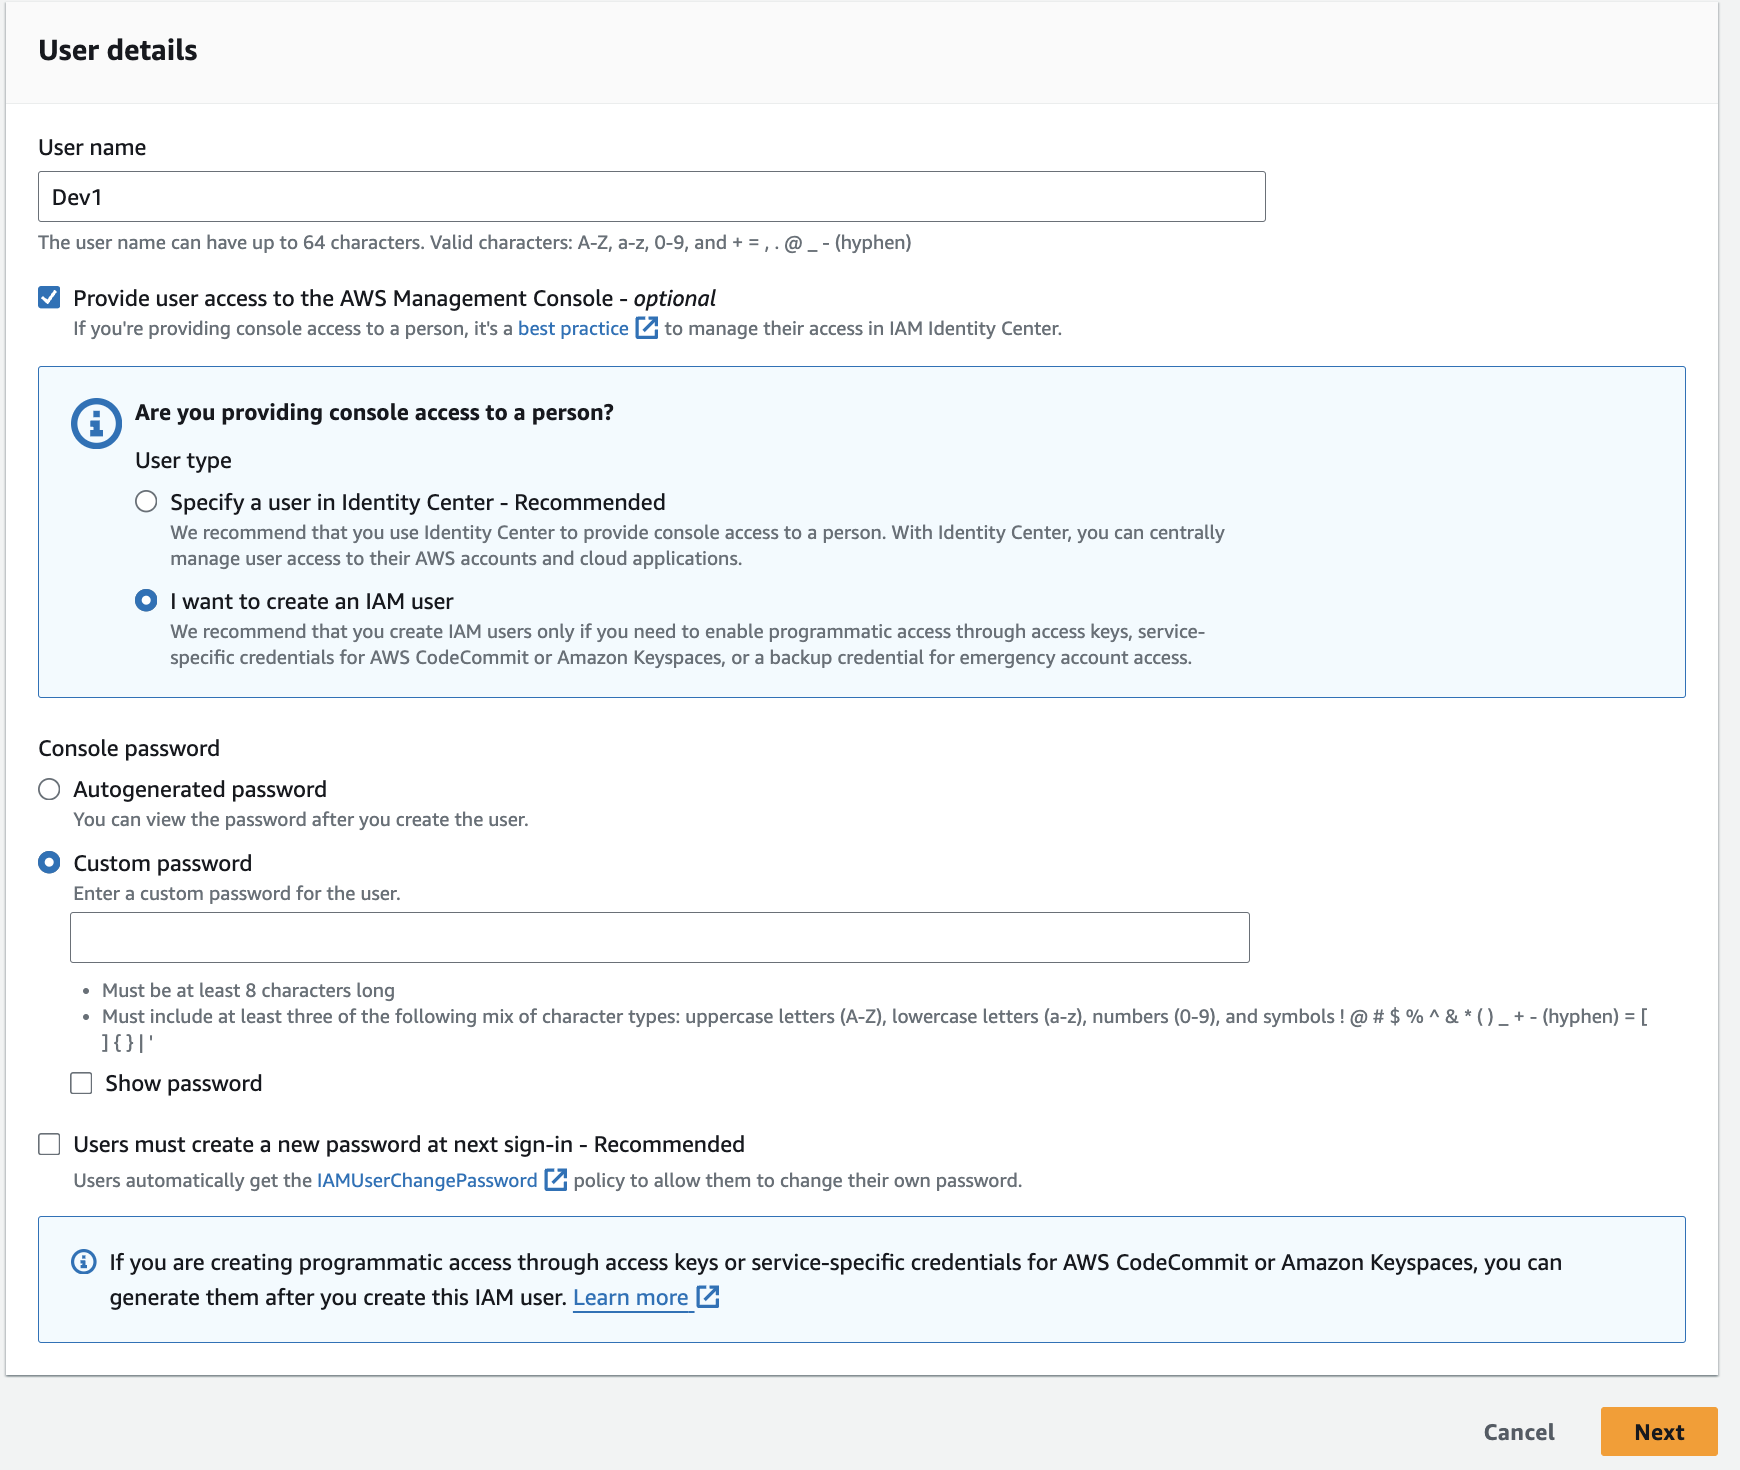 User details
User name
Dev1
The user name can have up to 64 characters. Valid characters: A-Z, a-z, 0-9, and + = , . @ _ - (hyphen)
Provide user access to the AWS Management Console - optional
If you're providing console access to a person, it's a best practice to manage their access in IAM Identity Center.
Are you providing console access to a person?
User type
Specify a user in Identity Center - Recommended
We recommend that you use Identity Center to provide console access to a person. With Identity Center, you can centrally
manage user access to their AWS accounts and cloud applications.
I want to create an IAM user
We recommend that you create IAM users only if you need to enable programmatic access through access keys, service-
specific credentials for AWS CodeCommit or Amazon Keyspaces, or a backup credential for emergency account access.
Console password
Autogenerated password
You can view the password after you create the user.
Custom password
Enter a custom password for the user.
• Must be at least 8 characters long
• Must include at least three of the following mix of character types: uppercase letters (A-Z), lowercase letters (a-z), numbers (0-9), and symbols ! @ # $ % ^ & * ( ) _ + - (hyphen) = [
] { } | '
Show password
Users must create a new password at next sign-in - Recommended
Users automatically get the IAMUserChangePassword policy to allow them to change their own password.
If you are creating programmatic access through access keys or service-specific credentials for AWS CodeCommit or Amazon Keyspaces, you can
generate them after you create this IAM user. Learn more
Cancel
Next